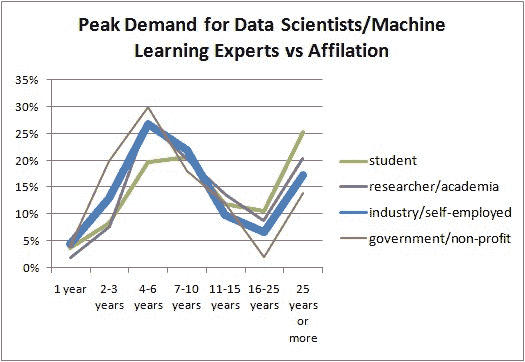 Peak Demand for Data Scientists/Machine
Learning Experts vs Affilation
35%
30%
25%
20%
15%
10%
5%
0%
1 year
2-3
years
4-6
years
7-10
years
11-15
years
16-25
years
25
years
or
more
student
researcher/academia
industry/self-employed
government/non-profit